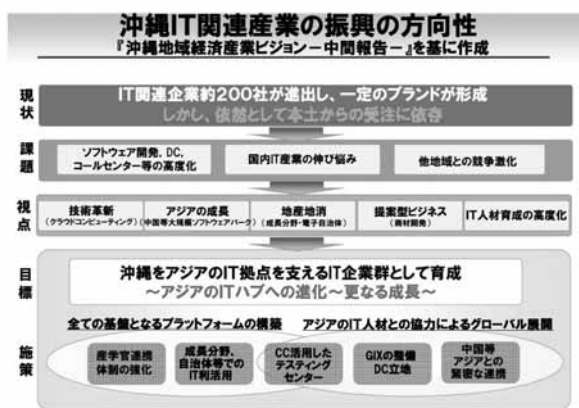 沖縄IT関連産業の振興の方向性
『沖縄地域経済産業ビジョン－中間報告－』を基に作成
現状
IT関連企業約200社が進出し、一定のブランドが形成
しかし、依然として本土からの受注に依存
課題
ソフトウェア開発、DC、
コールセンター等の高度化
国内IT産業の伸び悩み
他地域との競争激化
視点
技術革新
(クラウドコンピューティング)
アジアの成長
(中国等大規模ソフトウェアパーク)
地産地消
(成長分野・電子自治体)
提案型ビジネス
(商材開発)
IT人材育成の高度化
目標
沖縄をアジアのIT拠点を支えるIT企業群として育成
～アジアのITハブへの進化～更なる成長～
施策
全ての基盤となるプラットフォームの構築
アジアのIT人材との協力によるグローバル展開
産学官連携
体制の強化
成長分野、
自治体等での
IT利活用
CC活用した
テスティング
センター
GIXの整備
DC立地
中国等
アジアとの
緊密な連携